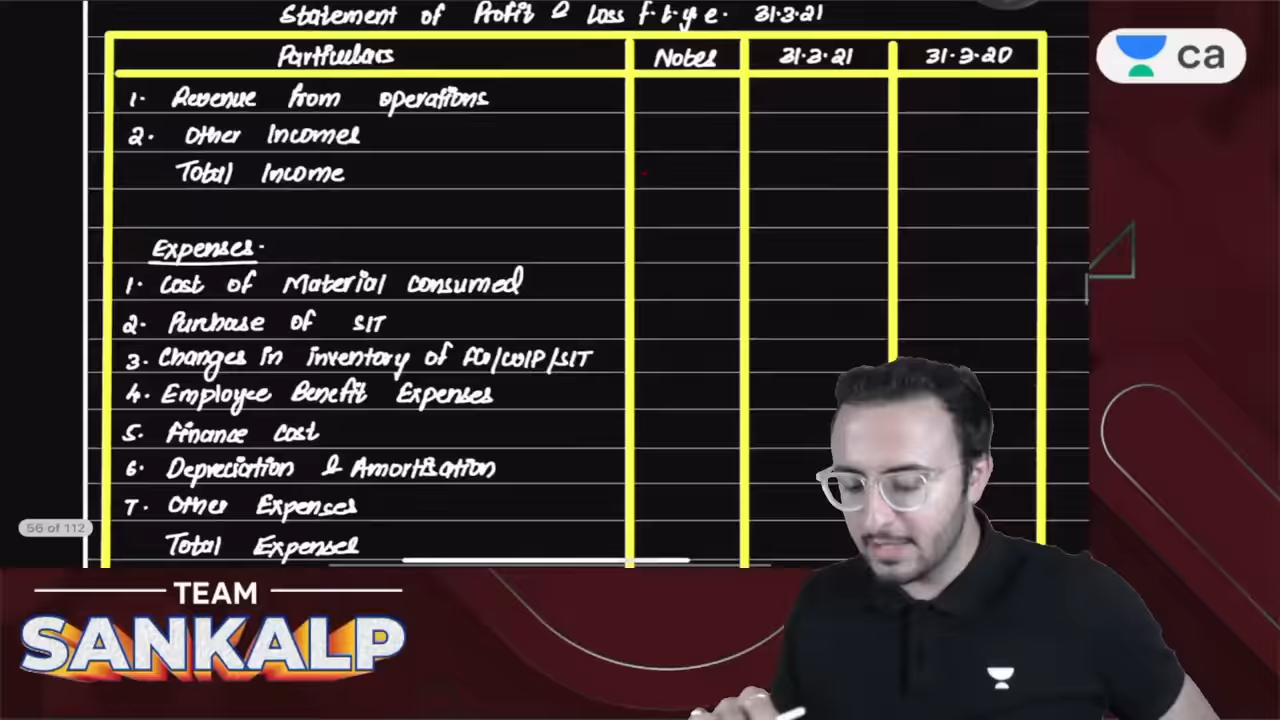 Statement of Profit & Loss f.t.y.e. 31.3.21
Particulars Notes 31.3.21 31.3.20
1. Revenue from operations
2. Other Incomes
Total Income
Expenses.
1. Cost of Material Consumed
2. Purchase of SIT
3. Changes in inventory of FG/WIP/SIT
4. Employee Benefit Expenses
5. Finance Cost
6. Depreciation & Amortisation
7. Other Expenses
Total Expenses
56 of 112
ca
TEAM
SANKALP